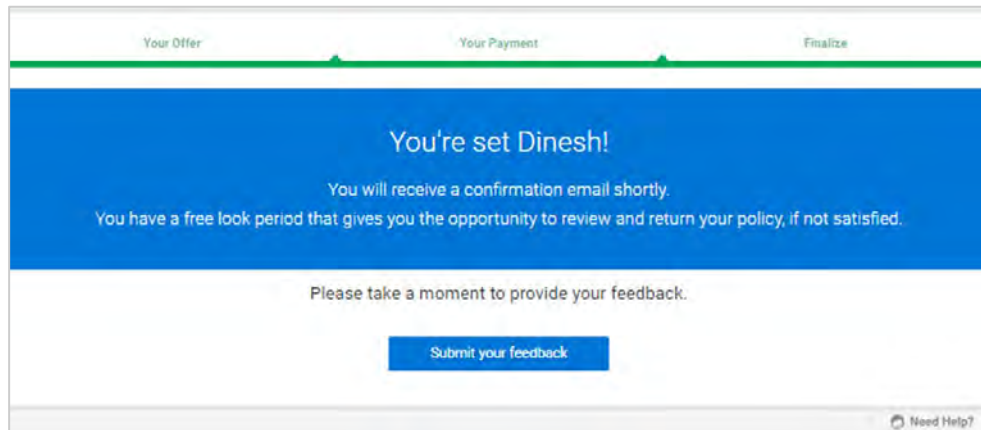 Your Offer Your Payment Finalize
You're set Dinesh!
You will receive a confirmation email shortly.
You have a free look period that gives you the opportunity to review and return your policy, if not satisfied.
Please take a moment to provide your feedback.
Submit your feedback
Need Help?